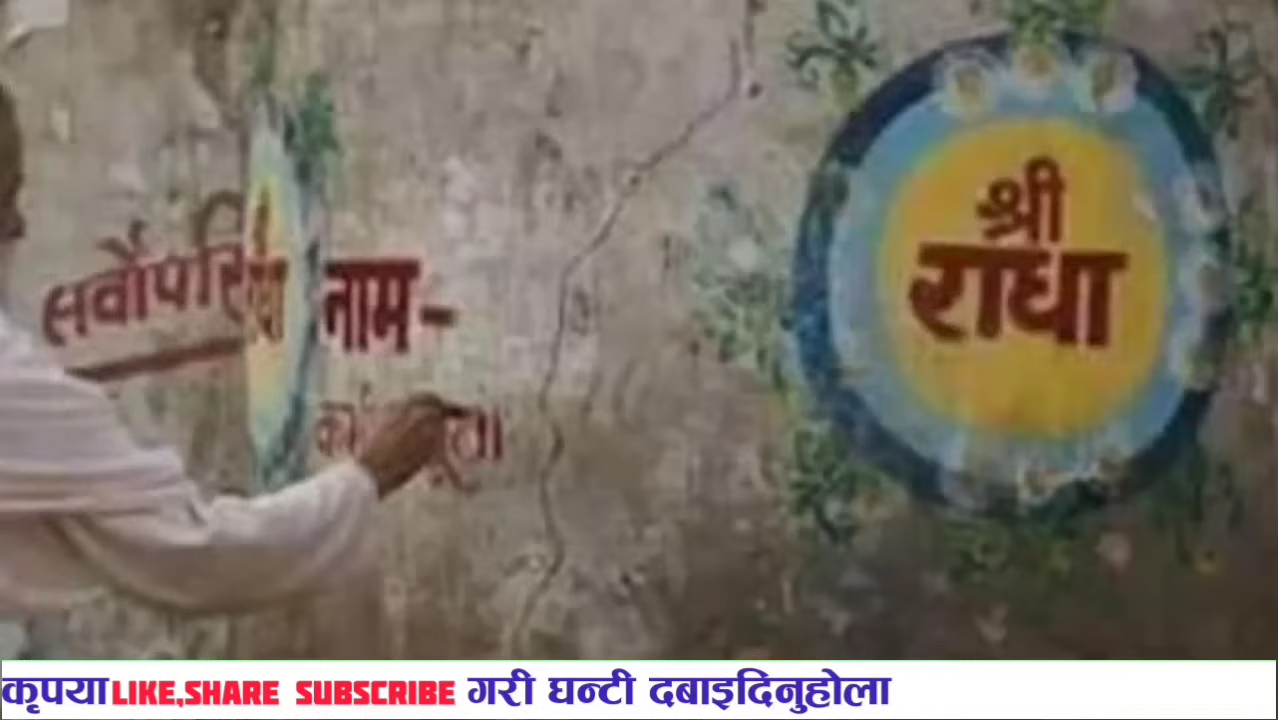 सर्वोपरि
नाम-
श्री
राधा
कृपया LIKE,SHARE SUBSCRIBE गरी घन्टी दबाइदिनुहोला